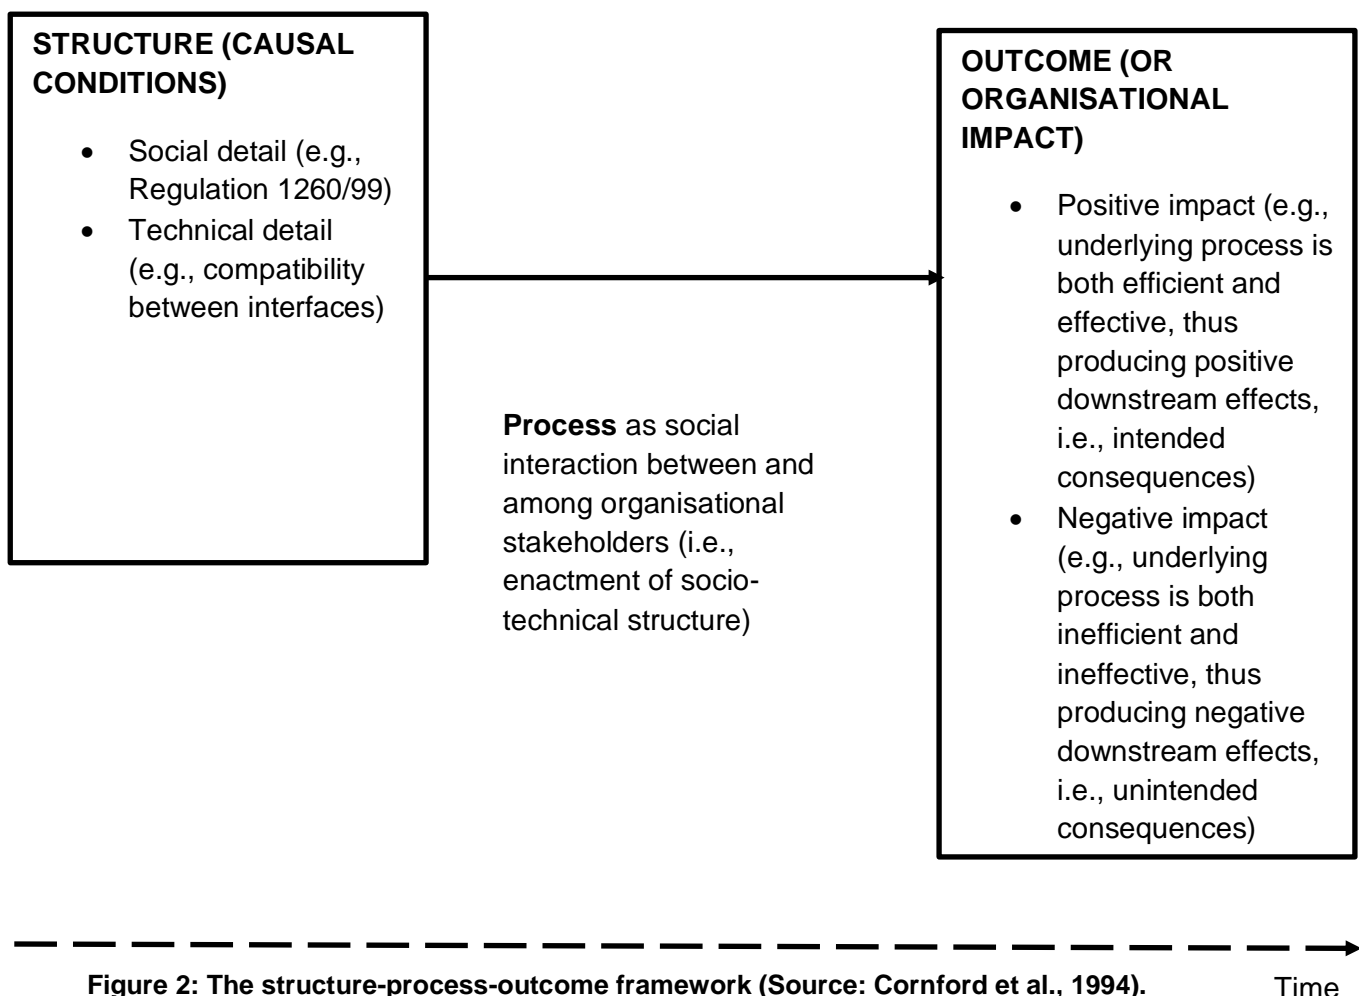 STRUCTURE (CAUSAL
CONDITIONS)
• Social detail (e.g.,
Regulation 1260/99)
• Technical detail
(e.g., compatibility
between interfaces)
Process as social
interaction between and
among organisational
stakeholders (i.e.,
enactment of socio-
technical structure)
OUTCOME (OR
ORGANISATIONAL
IMPACT)
• Positive impact (e.g.,
underlying process is
both efficient and
effective, thus
producing positive
downstream effects,
i.e., intended
consequences)
• Negative impact
(e.g., underlying
process is both
inefficient and
ineffective, thus
producing negative
downstream effects,
i.e., unintended
consequences)
Figure 2: The structure-process-outcome framework (Source: Cornford et al., 1994).
Time